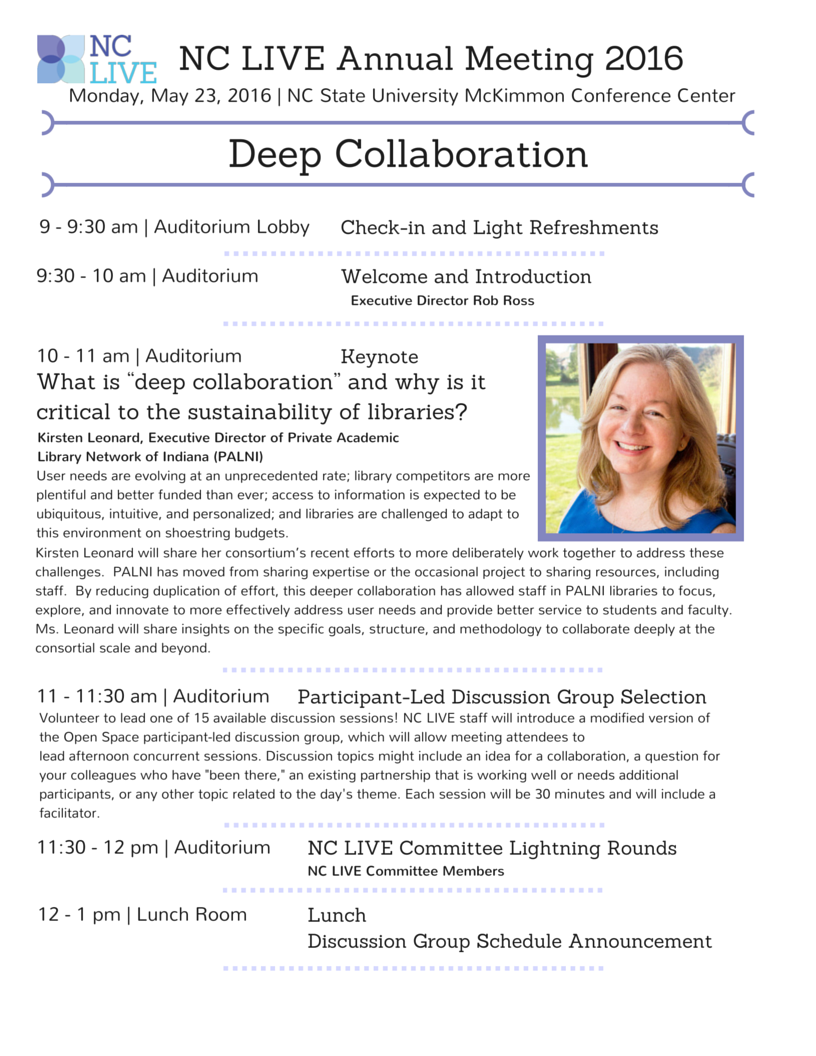 NC
LIVE
NC LIVE Annual Meeting 2016
Monday, May 23, 2016 | NC State University McKimmon Conference Center
Deep Collaboration
9 - 9:30 am | Auditorium Lobby Check-in and Light Refreshments
9:30 - 10 am | Auditorium Welcome and Introduction
Executive Director Rob Ross
10 - 11 am | Auditorium Keynote
What is “deep collaboration” and why is it
critical to the sustainability of libraries?
Kirsten Leonard, Executive Director of Private Academic
Library Network of Indiana (PALNI)
User needs are evolving at an unprecedented rate; library competitors are more
plentiful and better funded than ever; access to information is expected to be
ubiquitous, intuitive, and personalized; and libraries are challenged to adapt to
this environment on shoestring budgets.
Kirsten Leonard will share her consortium’s recent efforts to more deliberately work together to address these
challenges. PALNI has moved from sharing expertise or the occasional project to sharing resources, including
staff. By reducing duplication of effort, this deeper collaboration has allowed staff in PALNI libraries to focus,
explore, and innovate to more effectively address user needs and provide better service to students and faculty.
Ms. Leonard will share insights on the specific goals, structure, and methodology to collaborate deeply at the
consortial scale and beyond.
11 - 11:30 am | Auditorium Participant-Led Discussion Group Selection
Volunteer to lead one of 15 available discussion sessions! NC LIVE staff will introduce a modified version of
the Open Space participant-led discussion group, which will allow meeting attendees to
lead afternoon concurrent sessions. Discussion topics might include an idea for a collaboration, a question for
your colleagues who have "been there," an existing partnership that is working well or needs additional
participants, or any other topic related to the day's theme. Each session will be 30 minutes and will include a
facilitator.
11:30 - 12 pm | Auditorium NC LIVE Committee Lightning Rounds
NC LIVE Committee Members
12 - 1 pm | Lunch Room Lunch
Discussion Group Schedule Announcement